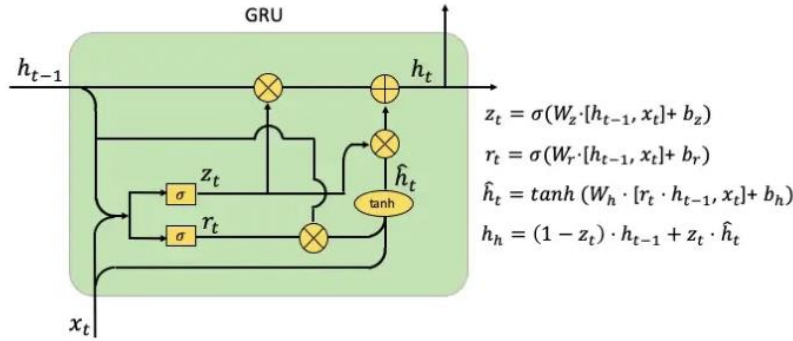 GRU
h_{t-1}
h_t
z_t
ĥ_t
σ
tanh
r_t
σ
x_t
z_t = σ(W_z·[h_{t-1}, x_t]+ b_z)
r_t = σ(W_r·[h_{t-1}, x_t]+ b_r)
ĥ_t = tanh (W_h · [r_t · h_{t-1}, x_t]+ b_h)
h_h = (1 − z_t) · h_{t-1} + z_t · ĥ_t